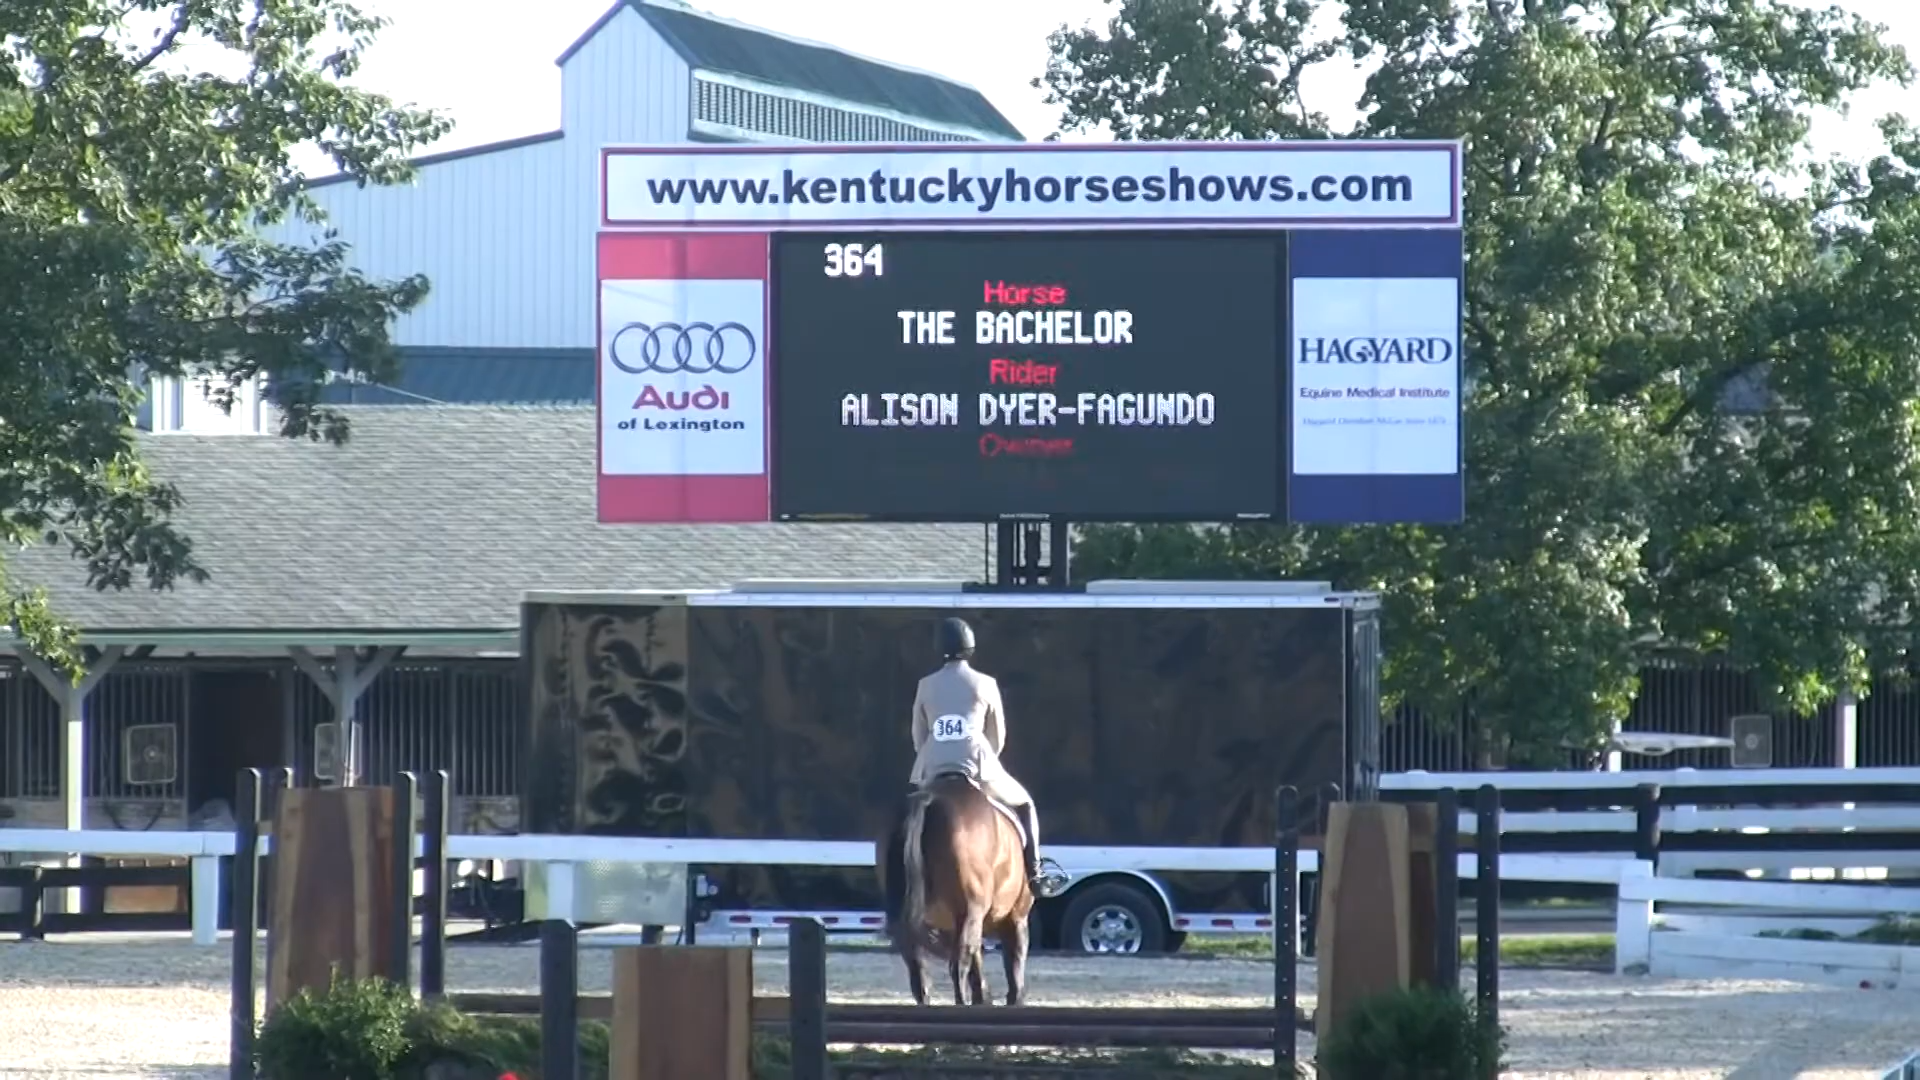 www.kentuckyhorseshows.com
364
Horse
THE BACHELOR
Rider
ALISON DYER-FAGUNDO
Owner
Audi
of Lexington
HAGYARD
Equine Medical Institute
364